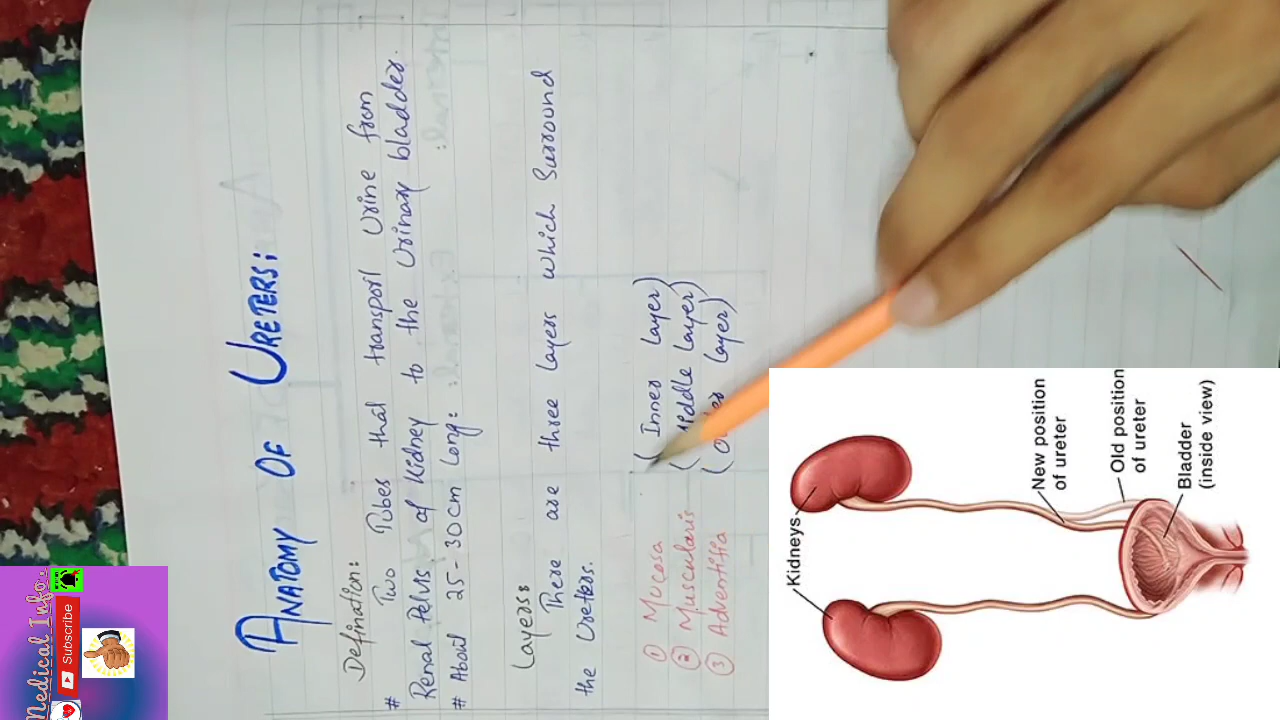 ANATOMY OF URETERS:
Defination:
# Two Tubes that transport Urine from
Renal Pelvis of Kidney to the Urinary bladder.
# About 25-30cm long:
Layers:
There are three layers which Surround
the Ureters.
① Mucosa (Inner layer)
② Muscularis (Middle layer)
③ Adventitia (Outer layer)
Kidneys
New position
of ureter
Old position
of ureter
Bladder
(inside view)
Medical Info.
Subscribe